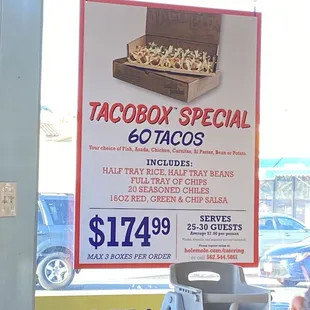 TACOBOX™ SPECIAL
60 TACOS
Your choice of Fish, Asada, Chicken, Carnitas, El Pastor, Bean or Potato.
INCLUDES:
HALF TRAY RICE, HALF TRAY BEANS
FULL TRAY OF CHIPS
20 SEASONED CHILES
16OZ RED, GREEN & CHIP SALSA
$174.99
MAX 3 BOXES PER ORDER
SERVES
25-30 GUESTS